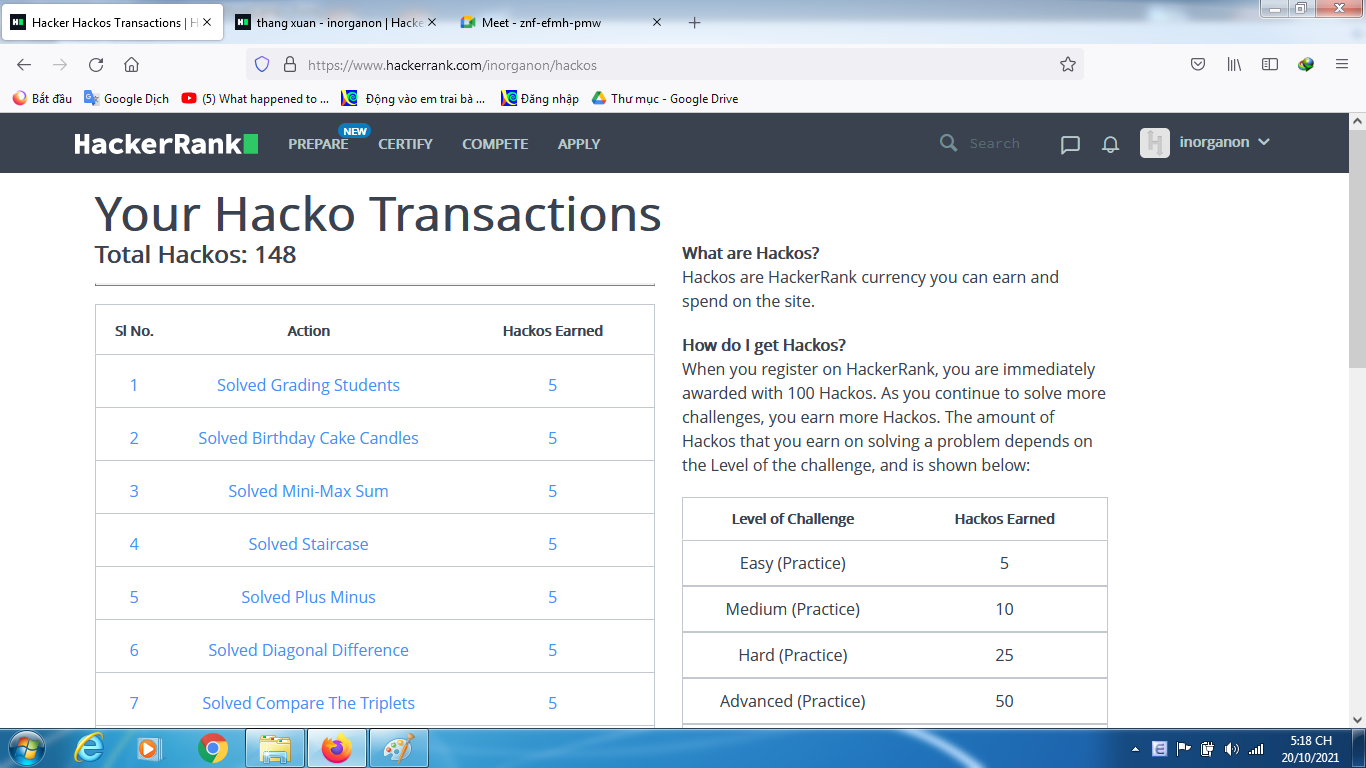 Hacker Hackos Transactions | H
thang xuan - inorganon | Hacke
Meet - znf-efmh-pmw
https://www.hackerrank.com/inorganon/hackos
Bắt đầu
Google Dịch
(5) What happened to ...
Động vào em trai bà ...
Đăng nhập
Thư mục - Google Drive
HackerRank
PREPARE
NEW
CERTIFY
COMPETE
APPLY
Search
inorganon
Your Hacko Transactions
Total Hackos: 148
Sl No. Action Hackos Earned
1 Solved Grading Students 5
2 Solved Birthday Cake Candles 5
3 Solved Mini-Max Sum 5
4 Solved Staircase 5
5 Solved Plus Minus 5
6 Solved Diagonal Difference 5
7 Solved Compare The Triplets 5
What are Hackos?
Hackos are HackerRank currency you can earn and
spend on the site.
How do I get Hackos?
When you register on HackerRank, you are immediately
awarded with 100 Hackos. As you continue to solve more
challenges, you earn more Hackos. The amount of
Hackos that you earn on solving a problem depends on
the Level of the challenge, and is shown below:
Level of Challenge Hackos Earned
Easy (Practice) 5
Medium (Practice) 10
Hard (Practice) 25
Advanced (Practice) 50
E
5:18 CH
20/10/2021